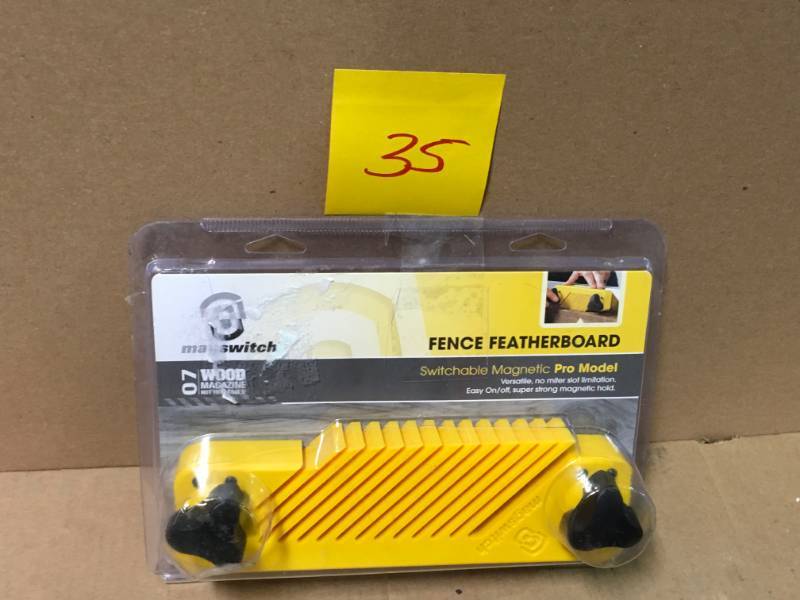 35
magswitch
FENCE FEATHERBOARD
Switchable Magnetic Pro Model
Versatile, no miter slot limitation.
Easy On/off, super strong magnetic hold.
07 WOOD
MAGAZINE
magswitch